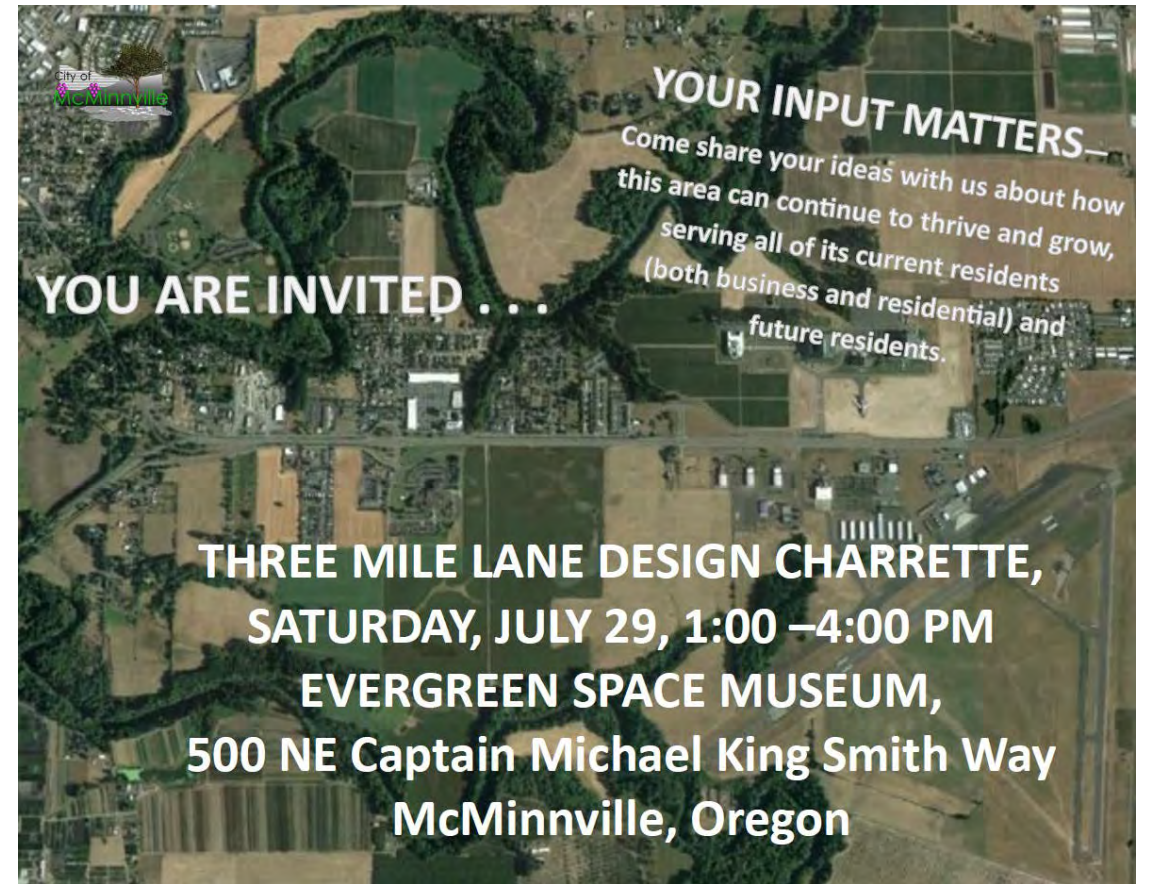 City of
McMinnville
YOUR INPUT MATTERS—
Come share your ideas with us about how
this area can continue to thrive and grow,
serving all of its current residents
(both business and residential) and
future residents.
YOU ARE INVITED . . .
THREE MILE LANE DESIGN CHARRETTE,
SATURDAY, JULY 29, 1:00 –4:00 PM
EVERGREEN SPACE MUSEUM,
500 NE Captain Michael King Smith Way
McMinnville, Oregon